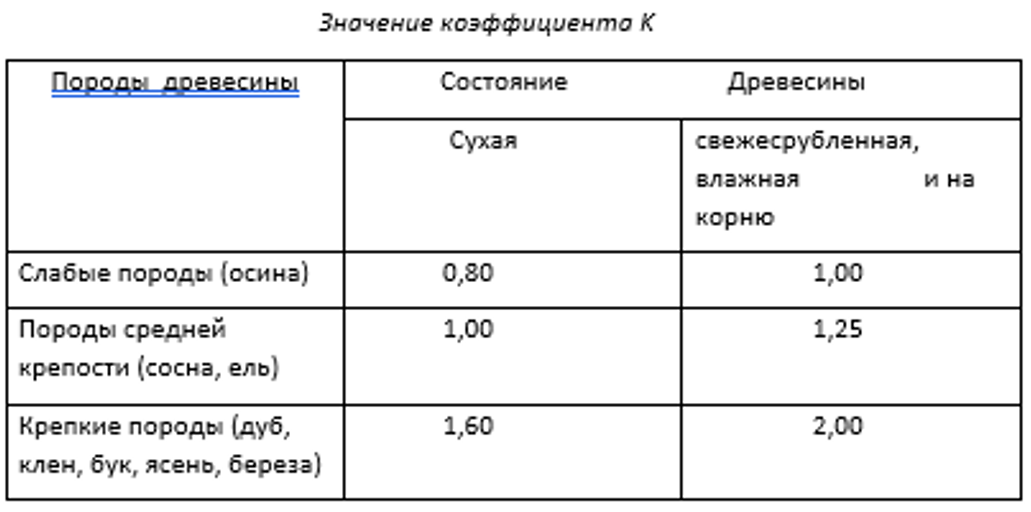 Значение коэффициента К
Породы древесины
Состояние Древесины
Сухая
свежесрубленная,
влажная и на
корню
Слабые породы (осина)
0,80
1,00
Породы средней
крепости (сосна, ель)
1,00
1,25
Крепкие породы (дуб,
клен, бук, ясень, береза)
1,60
2,00